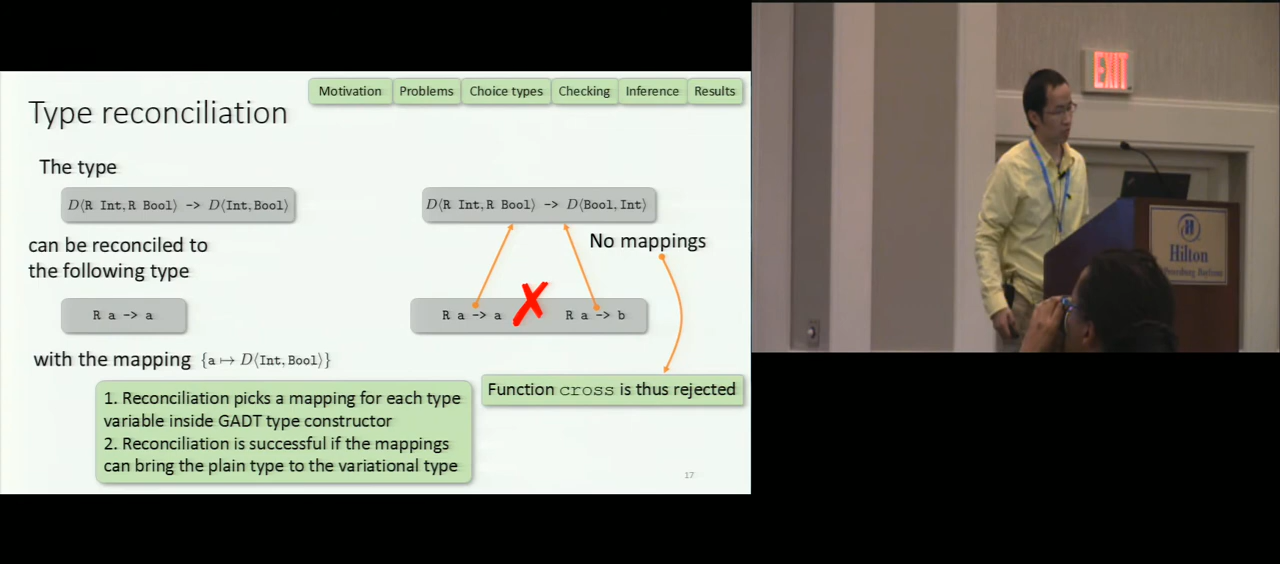 Motivation Problems Choice types Checking Inference Results
Type reconciliation
The type
D⟨R Int,R Bool⟩ -> D⟨Int,Bool⟩
can be reconciled to
the following type
R a -> a
with the mapping {a ↦ D⟨Int,Bool⟩}
1. Reconciliation picks a mapping for each type
variable inside GADT type constructor
2. Reconciliation is successful if the mappings
can bring the plain type to the variational type
D⟨R Int,R Bool⟩ -> D⟨Bool,Int⟩
No mappings
R a -> a ✗ R a -> b
Function cross is thus rejected
17
EXIT
Hilton